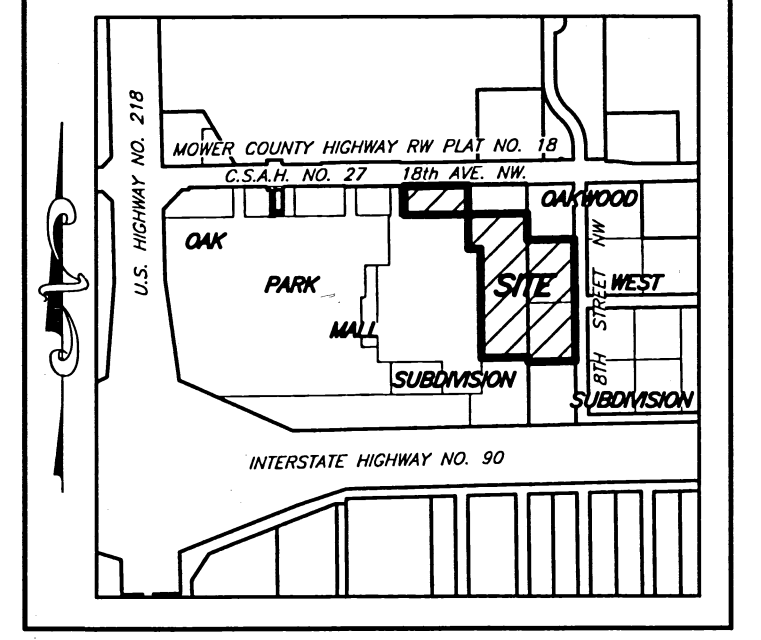 U.S. HIGHWAY NO. 218
MOWER COUNTY HIGHWAY RW PLAT NO. 18
C.S.A.H. NO. 27 18th AVE. NW.
OAKWOOD
OAK
PARK
MALL
SUBDIVISION
SITE
8TH STREET NW
WEST
SUBDIVISION
INTERSTATE HIGHWAY NO. 90